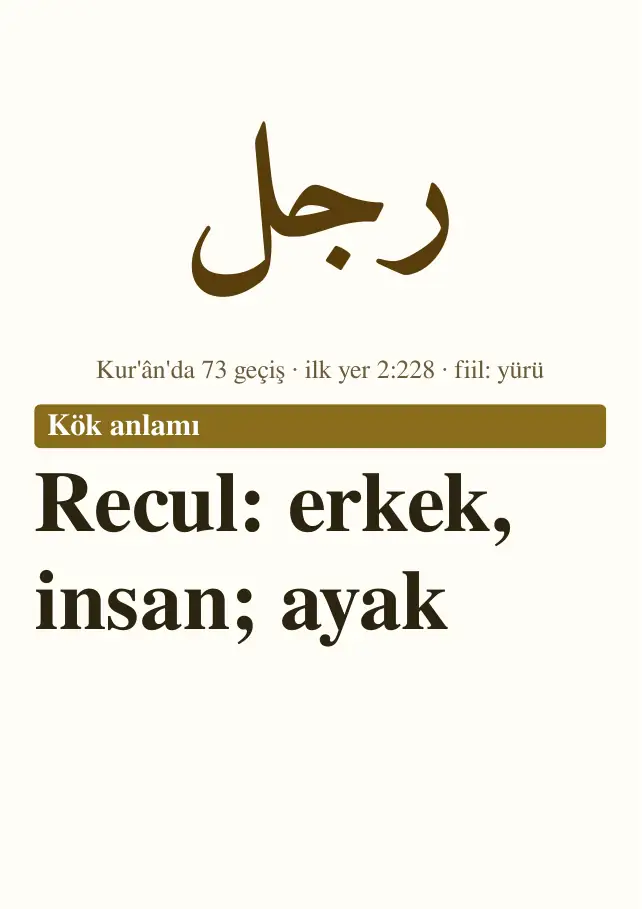 رجل
Kur'ân'da 73 geçiş · ilk yer 2:228 · fiil: yürü
Kök anlamı
Recul: erkek,
insan; ayak